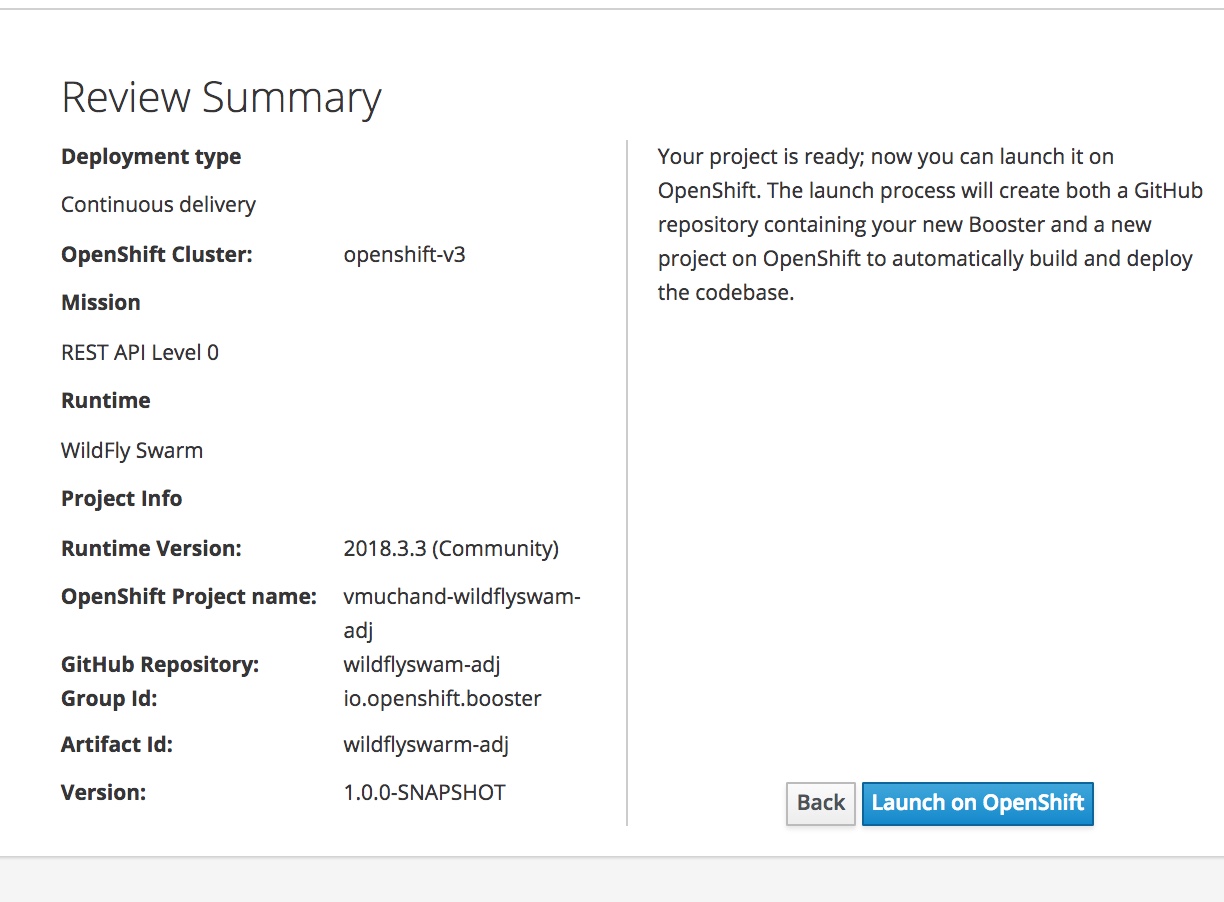 Review Summary
Deployment type
Continuous delivery
OpenShift Cluster: openshift-v3
Mission
REST API Level 0
Runtime
WildFly Swarm
Project Info
Runtime Version: 2018.3.3 (Community)
OpenShift Project name: vmuchand-wildflyswam-
adj
GitHub Repository: wildflyswam-adj
Group Id: io.openshift.booster
Artifact Id: wildflyswarm-adj
Version: 1.0.0-SNAPSHOT
Your project is ready; now you can launch it on
OpenShift. The launch process will create both a GitHub
repository containing your new Booster and a new
project on OpenShift to automatically build and deploy
the codebase.
Back Launch on OpenShift